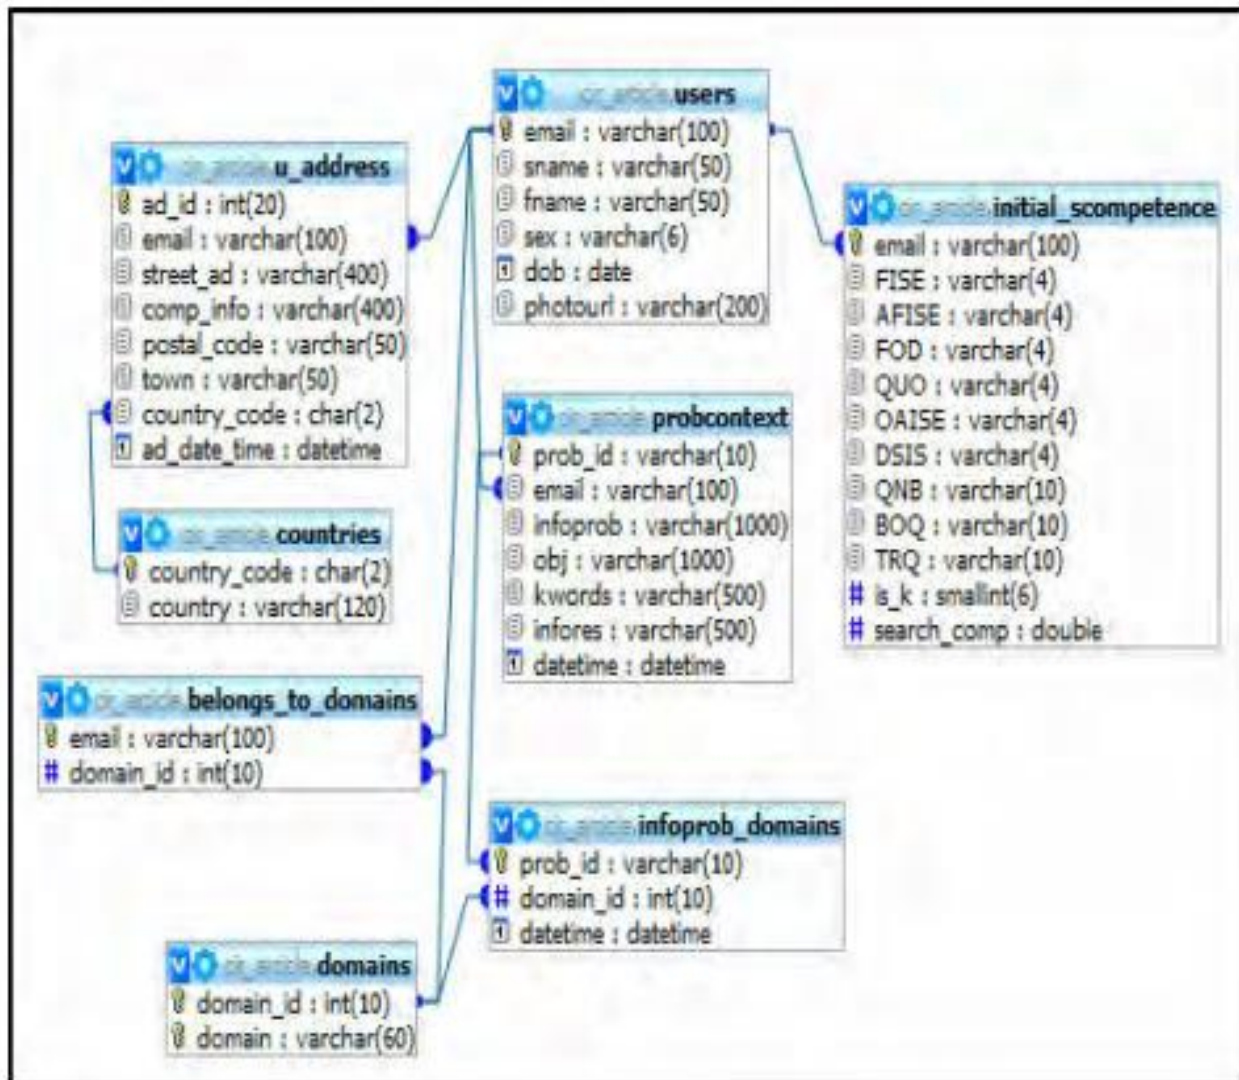 users
email : varchar(100)
sname : varchar(50)
fname : varchar(50)
sex : varchar(6)
dob : date
photourl : varchar(200)
u_address
ad_id : int(20)
email : varchar(100)
street_ad : varchar(400)
comp_info : varchar(400)
postal_code : varchar(50)
town : varchar(50)
country_code : char(2)
ad_date_time : datetime
initial_scompetence
email : varchar(100)
FISE : varchar(4)
AFISE : varchar(4)
FOD : varchar(4)
QUO : varchar(4)
OAISE : varchar(4)
DSIS : varchar(4)
QNB : varchar(10)
BOQ : varchar(10)
TRQ : varchar(10)
is_k : smallint(6)
search_comp : double
probcontext
prob_id : varchar(10)
email : varchar(100)
infoprob : varchar(1000)
obj : varchar(1000)
kwords : varchar(500)
infores : varchar(500)
datetime : datetime
countries
country_code : char(2)
country : varchar(120)
belongs_to_domains
email : varchar(100)
domain_id : int(10)
infoprob_domains
prob_id : varchar(10)
domain_id : int(10)
datetime : datetime
domains
domain_id : int(10)
domain : varchar(60)